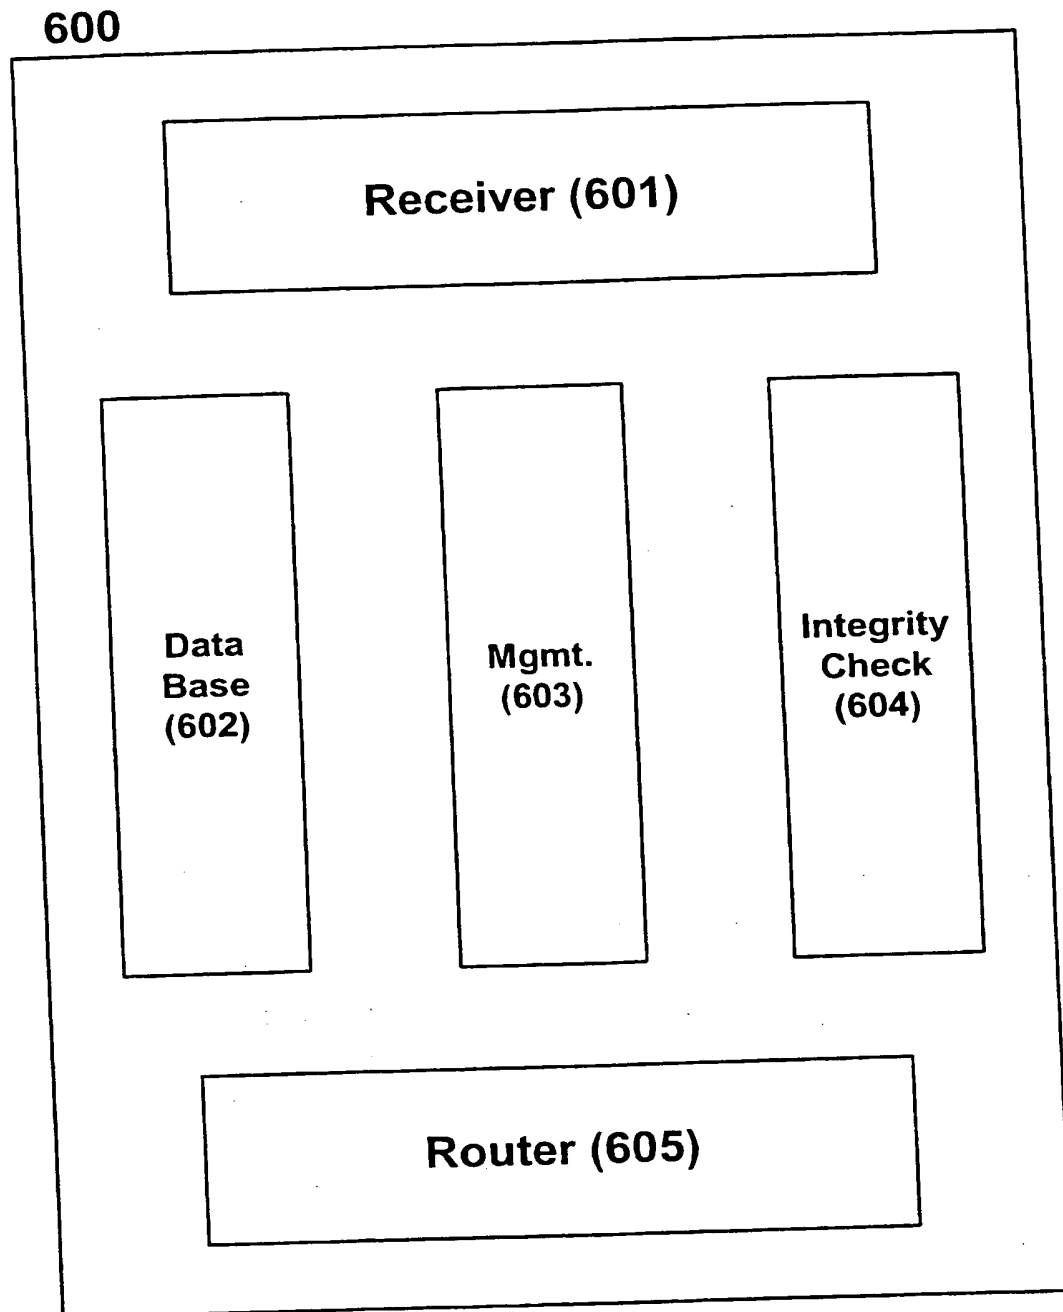 600
Receiver (601)
Data
Base
(602)
Mgmt.
(603)
Integrity
Check
(604)
Router (605)